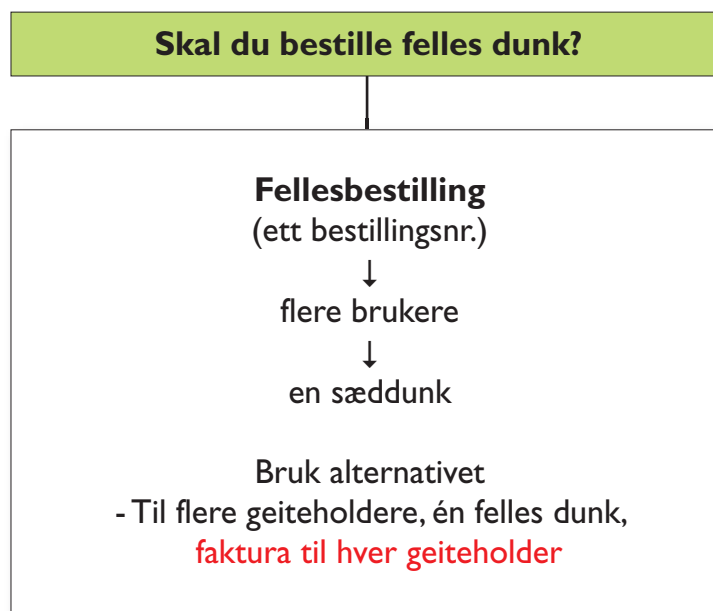 Skal du bestille felles dunk?
Fellesbestilling
(ett bestillingsnr.)
↓
flere brukere
↓
en sæddunk
Bruk alternativet
- Til flere geiteholdere, én felles dunk,
faktura til hver geiteholder